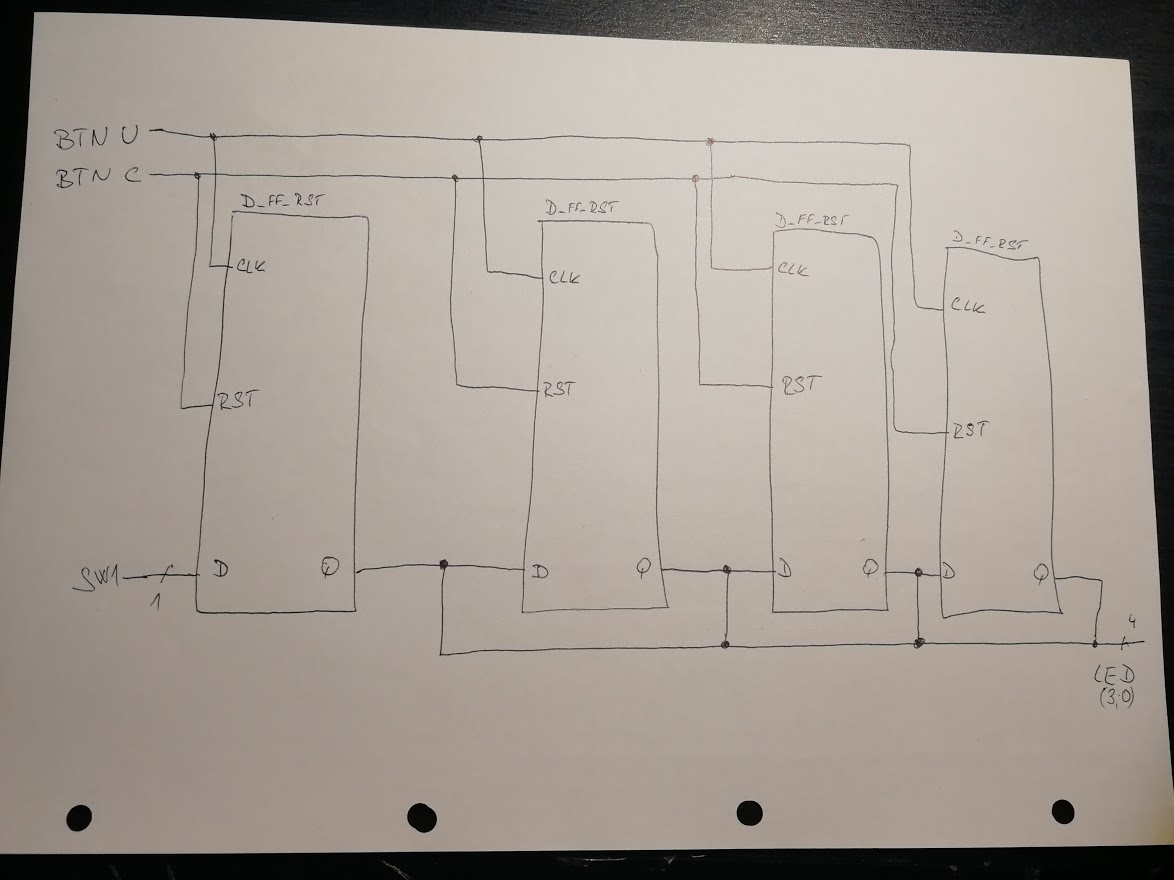 BTN U
BTN C
D_FF_RST
CLK
RST
D Q
D_FF_RST
CLK
RST
D Q
D_FF_RST
CLK
RST
D Q
D_FF_RST
CLK
RST
D Q
SW1
1
4
LED
(3;0)